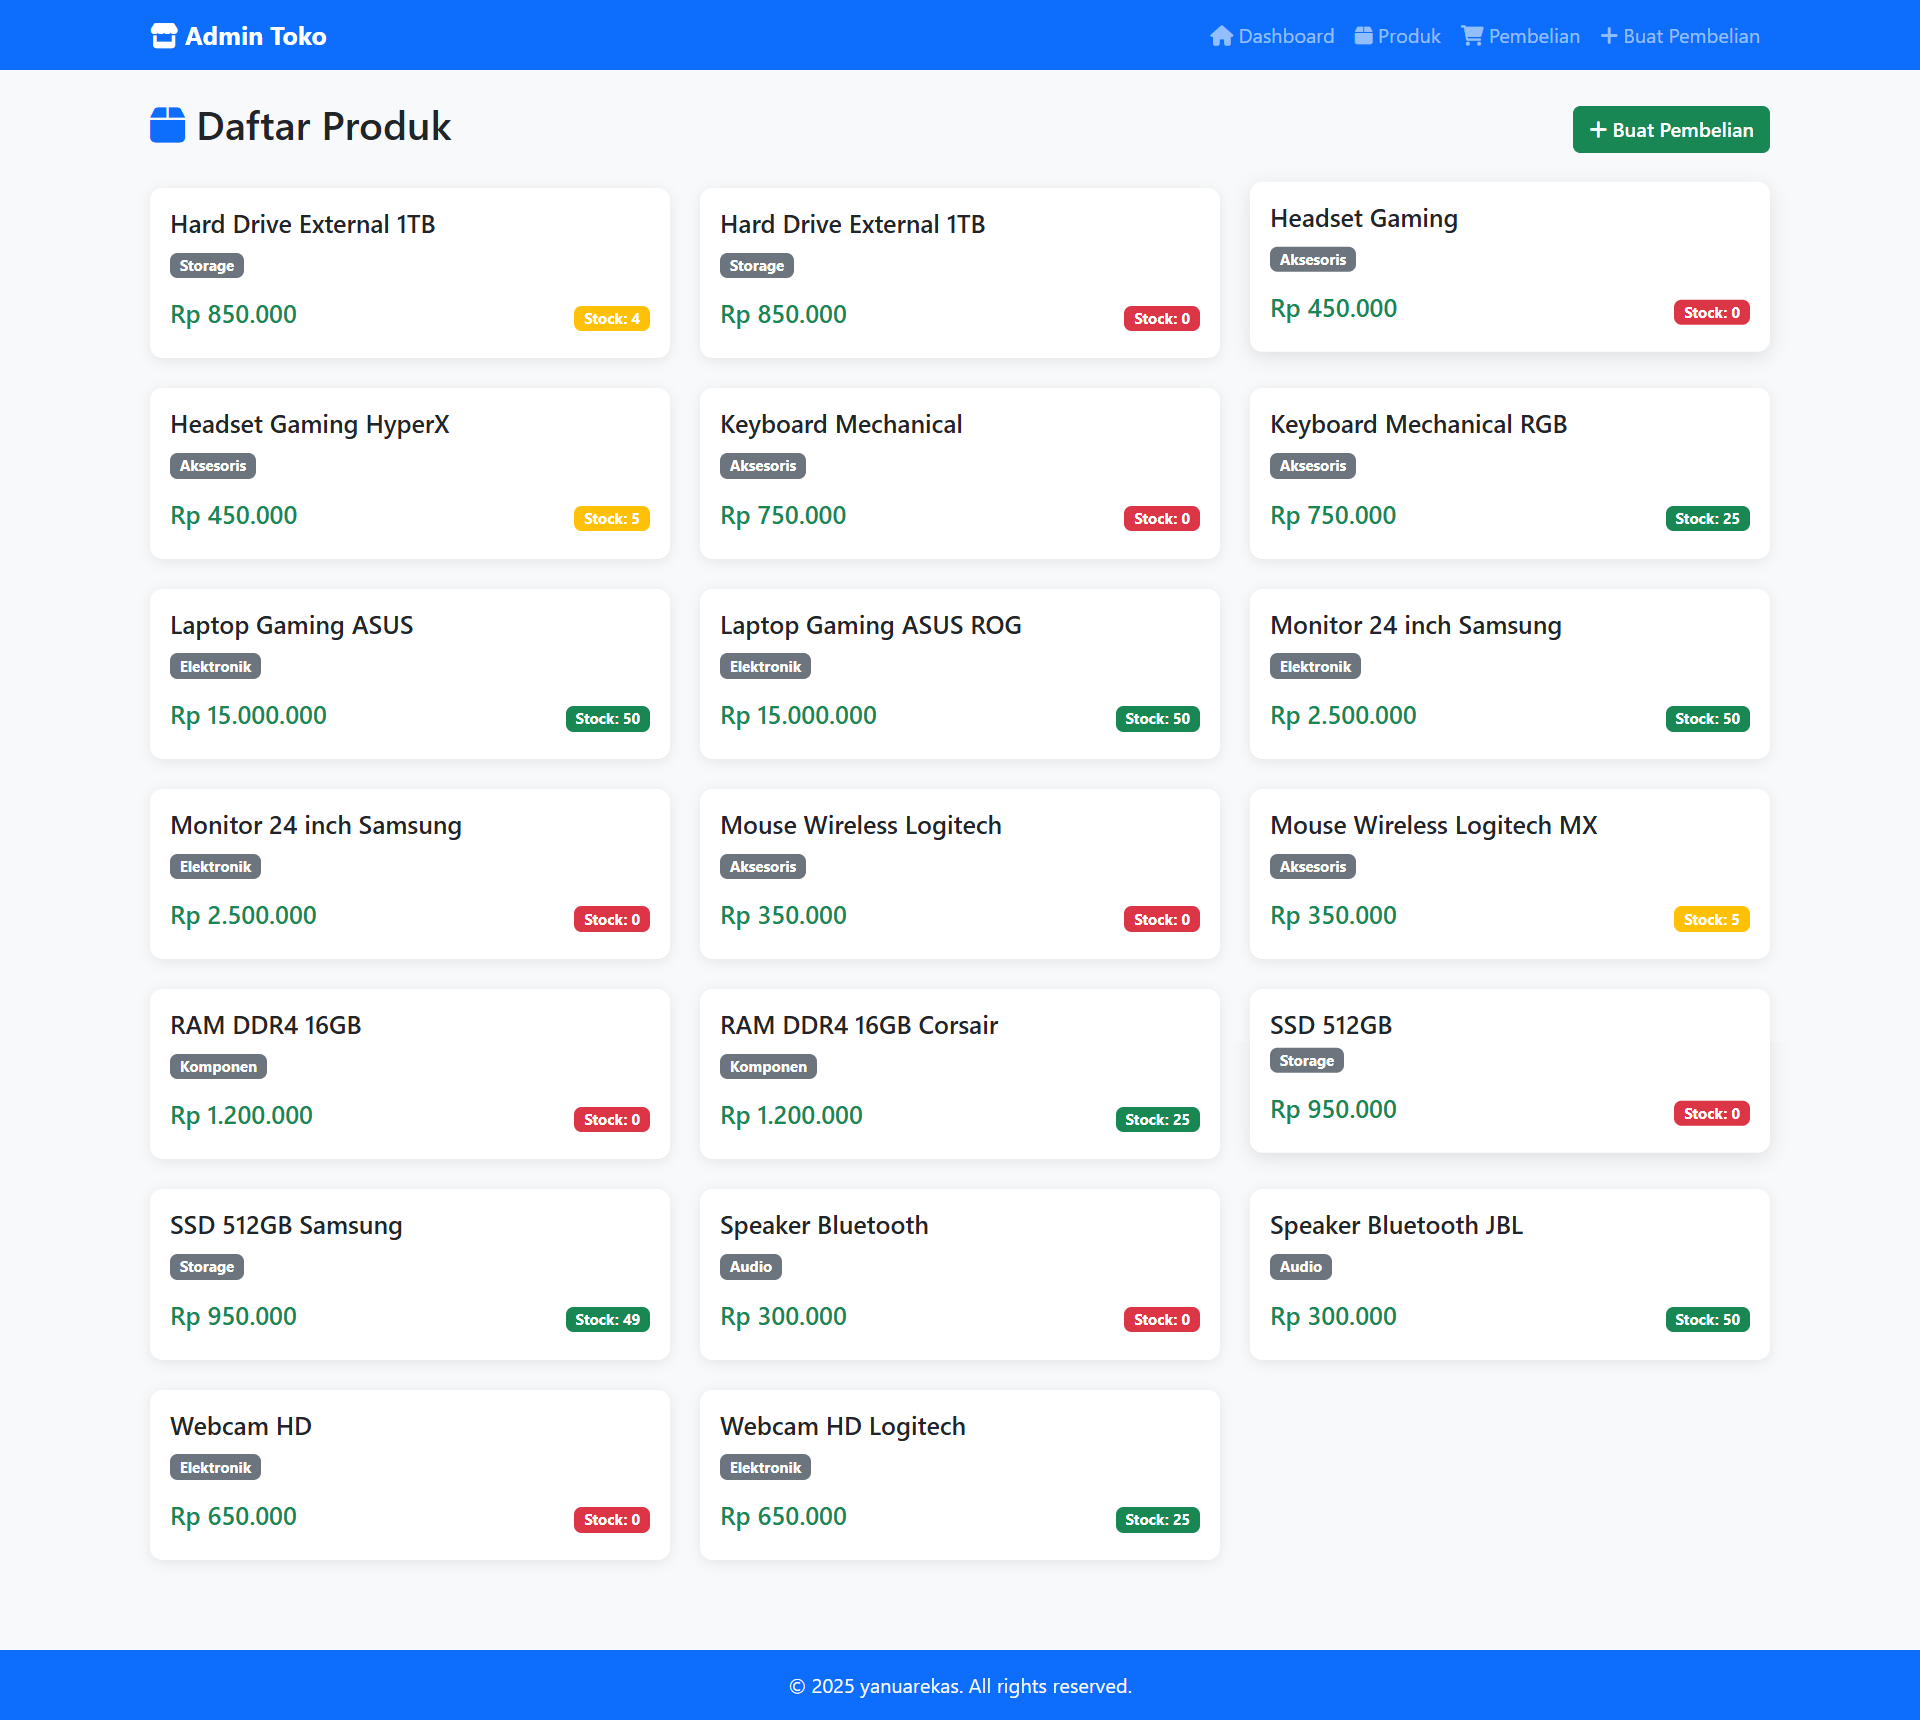 Admin Toko
Dashboard Produk Pembelian Buat Pembelian
Daftar Produk
Buat Pembelian
Hard Drive External 1TB
Storage
Rp 850.000
Stock: 4
Hard Drive External 1TB
Storage
Rp 850.000
Stock: 0
Headset Gaming
Aksesoris
Rp 450.000
Stock: 0
Headset Gaming HyperX
Aksesoris
Rp 450.000
Stock: 5
Keyboard Mechanical
Aksesoris
Rp 750.000
Stock: 0
Keyboard Mechanical RGB
Aksesoris
Rp 750.000
Stock: 25
Laptop Gaming ASUS
Elektronik
Rp 15.000.000
Stock: 50
Laptop Gaming ASUS ROG
Elektronik
Rp 15.000.000
Stock: 50
Monitor 24 inch Samsung
Elektronik
Rp 2.500.000
Stock: 50
Monitor 24 inch Samsung
Elektronik
Rp 2.500.000
Stock: 0
Mouse Wireless Logitech
Aksesoris
Rp 350.000
Stock: 0
Mouse Wireless Logitech MX
Aksesoris
Rp 350.000
Stock: 5
RAM DDR4 16GB
Komponen
Rp 1.200.000
Stock: 0
RAM DDR4 16GB Corsair
Komponen
Rp 1.200.000
Stock: 25
SSD 512GB
Storage
Rp 950.000
Stock: 0
SSD 512GB Samsung
Storage
Rp 950.000
Stock: 49
Speaker Bluetooth
Audio
Rp 300.000
Stock: 0
Speaker Bluetooth JBL
Audio
Rp 300.000
Stock: 50
Webcam HD
Elektronik
Rp 650.000
Stock: 0
Webcam HD Logitech
Elektronik
Rp 650.000
Stock: 25
© 2025 yanuarekas. All rights reserved.